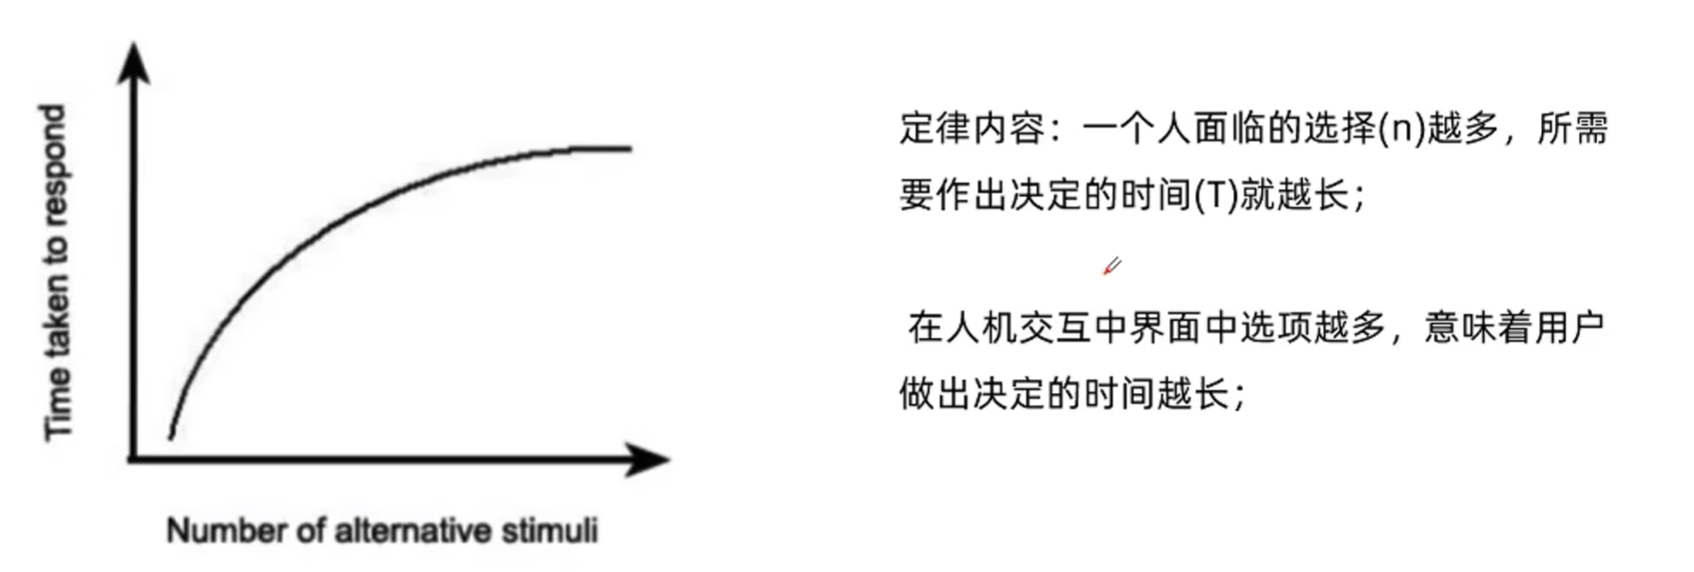 Time taken to respond
Number of alternative stimuli
定律内容：一个人面临的选择(n)越多，所需
要作出决定的时间(T)就越长；
在人机交互中界面中选项越多，意味着用户
做出决定的时间越长；